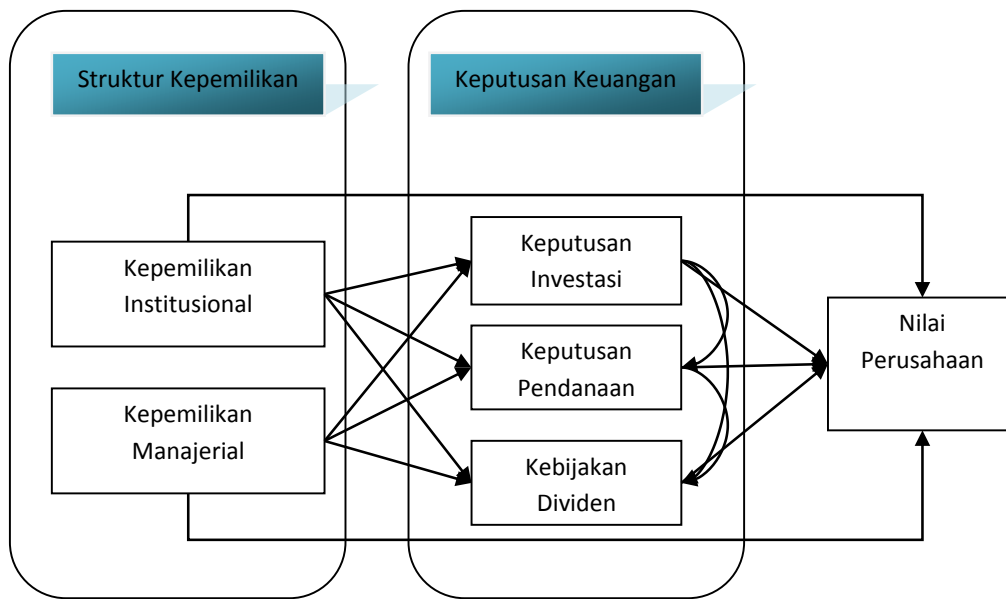 Struktur Kepemilikan
Keputusan Keuangan
Kepemilikan
Institusional
Kepemilikan
Manajerial
Keputusan
Investasi
Keputusan
Pendanaan
Kebijakan
Dividen
Nilai
Perusahaan